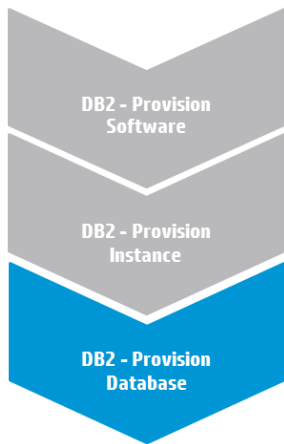 DB2 - Provision
Software
DB2 - Provision
Instance
DB2 - Provision
Database